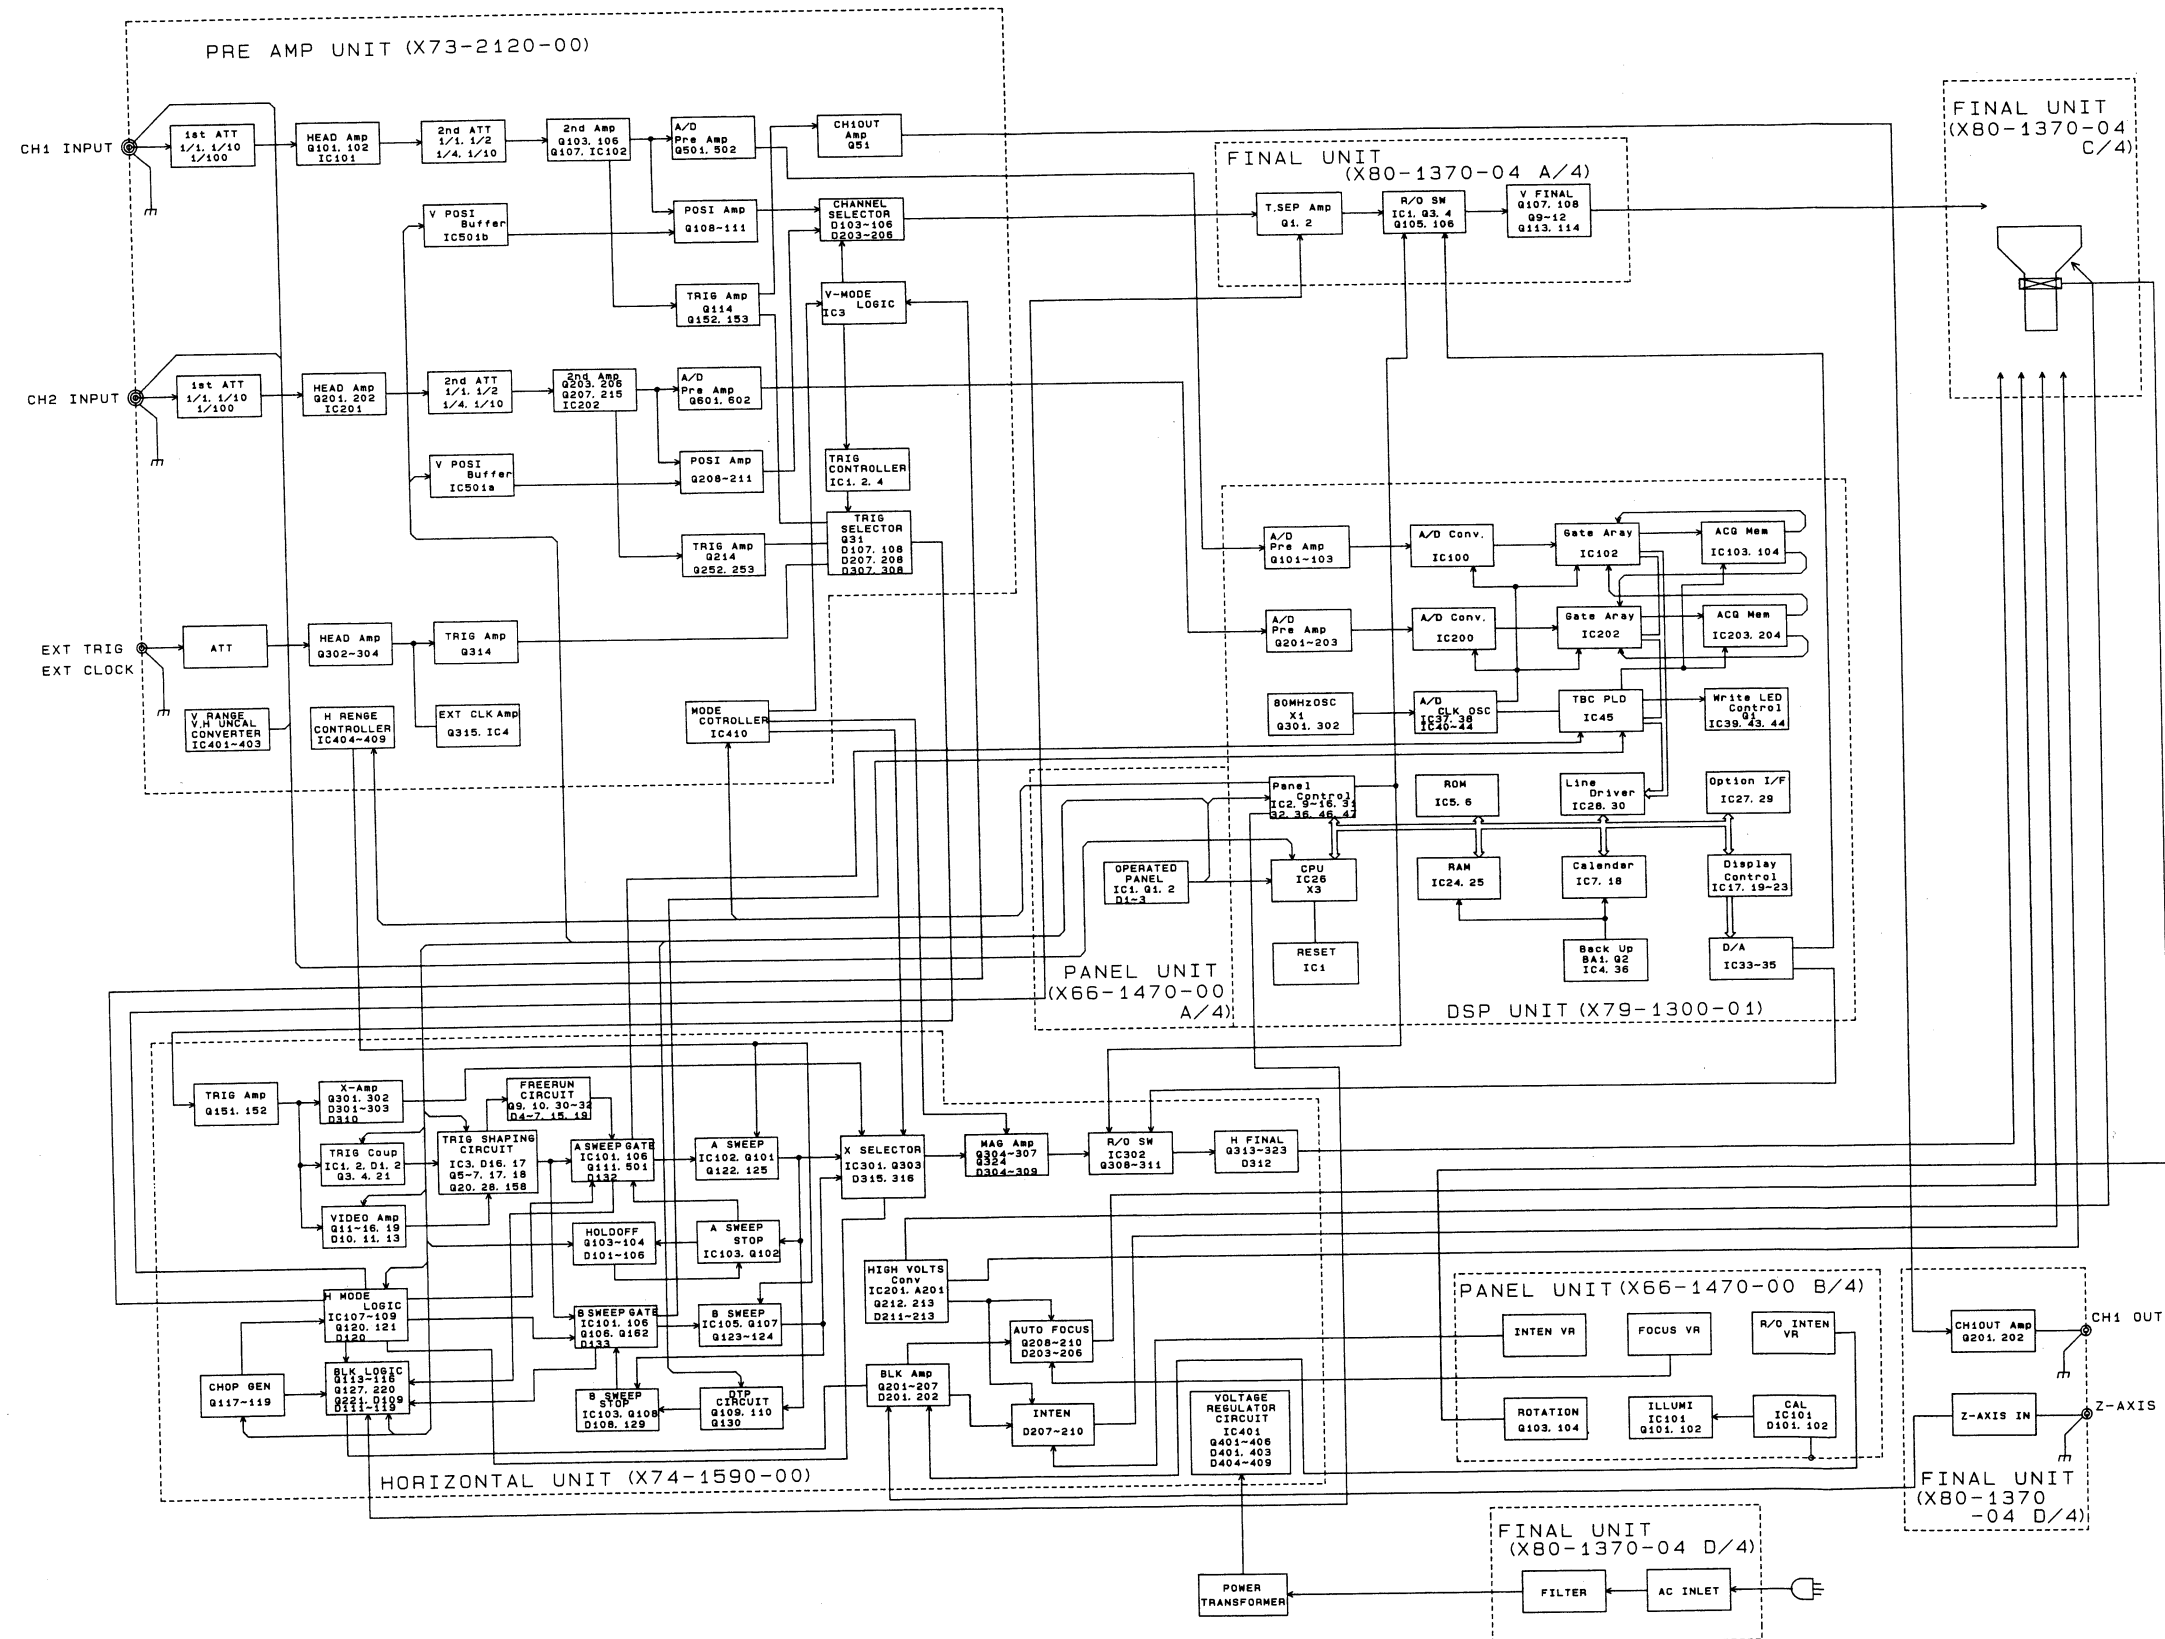 PRE AMP UNIT (X73-2120-00)
CH1 INPUT
1st ATT
1/1, 1/10
1/100
HEAD Amp
Q101, 102
IC101
2nd ATT
1/1, 1/2
1/4, 1/10
2nd Amp
Q103, 106
Q107, IC102
A/D
Pre Amp
Q501, 502
CH1OUT
Amp
Q51
V POSI
Buffer
IC501b
POSI Amp
Q108~111
CHANNEL
SELECTOR
D103~106
D203~206
TRIG Amp
Q114
Q152, 153
V-MODE
LOGIC
IC3
CH2 INPUT
1st ATT
1/1, 1/10
1/100
HEAD Amp
Q201, 202
IC201
2nd ATT
1/1, 1/2
1/4, 1/10
2nd Amp
Q203, 206
Q207, 215
IC202
A/D
Pre Amp
Q601, 602
V POSI
Buffer
IC501a
POSI Amp
Q208~211
TRIG
CONTROLLER
IC1, 2, 4
TRIG Amp
Q214
Q252, 253
TRIG
SELECTOR
Q31
D107, 108
D207, 208
D307, 308
EXT TRIG
EXT CLOCK
ATT
HEAD Amp
Q302~304
TRIG Amp
Q314
V RANGE
V,H UNCAL
CONVERTER
IC401~403
H RENGE
CONTROLLER
IC404~409
EXT CLK Amp
Q315, IC4
MODE
COTROLLER
IC410
FINAL UNIT
(X80-1370-04 A/4)
T.SEP Amp
Q1, 2
R/O SW
IC1, Q3, 4
Q105, 106
V FINAL
Q107, 108
Q9~12
Q113, 114
FINAL UNIT
(X80-1370-04
C/4)
A/D
Pre Amp
Q101~103
A/D Conv.
IC100
Gate Aray
IC102
ACQ Mem
IC103, 104
A/D
Pre Amp
Q201~203
A/D Conv.
IC200
Gate Aray
IC202
ACQ Mem
IC203, 204
80MHzOSC
X1
Q301, 302
A/D
CLK OSC
IC37, 38
IC40~44
TBC PLD
IC45
Write LED
Control
Q1
IC39, 43, 44
Panel
Control
IC2, 9~16, 31
32, 36, 46, 47
ROM
IC5, 6
Line
Driver
IC28, 30
Option I/F
IC27, 29
OPERATED
PANEL
IC1, Q1, 2
D1~3
CPU
IC26
X3
RAM
IC24, 25
Calender
IC7, 18
Display
Control
IC17, 19~23
RESET
IC1
Back Up
BA1, Q2
IC4, 36
D/A
IC33~35
PANEL UNIT
(X66-1470-00
A/4)
DSP UNIT (X79-1300-01)
TRIG Amp
Q151, 152
X-Amp
Q301, 302
D301~303
D310
FREERUN
CIRCUIT
Q9, 10, 30~32
D4~7, 15, 19
TRIG Coup
IC1, 2, D1, 2
Q3, 4, 21
TRIG SHAPING
CIRCUIT
IC3, D16, 17
Q5~7, 17, 18
Q20, 28, 158
A SWEEP GATE
IC101, 106
Q111, 501
D132
A SWEEP
IC102, Q101
Q122, 125
X SELECTOR
IC301, Q303
D315, 316
MAG Amp
Q304~307
Q324
D304~309
R/O SW
IC302
Q308~311
H FINAL
Q313~323
D312
VIDEO Amp
Q11~16, 19
D10, 11, 13
HOLDOFF
Q103~104
D101~106
A SWEEP
STOP
IC103, Q102
HIGH VOLTS
Conv
IC201, A201
Q212, 213
D211~213
H MODE
LOGIC
IC107~109
Q120, 121
D120
B SWEEP GATE
IC101, 106
Q106, Q162
D133
B SWEEP
IC105, Q107
Q123~124
AUTO FOCUS
Q208~210
D203~206
CHOP GEN
Q117~119
BLK LOGIC
Q113~116
Q127, 220
Q221, D109
D111~119
B SWEEP
STOP
IC103, Q108
D108, 129
DTP
CIRCUIT
Q109, 110
Q130
BLK Amp
Q201~207
D201, 202
INTEN
D207~210
VOLTAGE
REGULATOR
CIRCUIT
IC401
Q401~406
D401, 403
D404~409
HORIZONTAL UNIT (X74-1590-00)
PANEL UNIT (X66-1470-00 B/4)
INTEN VR
FOCUS VR
R/O INTEN
VR
ROTATION
Q103, 104
ILLUMI
IC101
Q101, 102
CAL
IC101
D101, 102
CH1OUT Amp
Q201, 202
CH1 OUT
Z-AXIS IN
Z-AXIS
FINAL UNIT
(X80-1370
-04 D/4)
FINAL UNIT
(X80-1370-04 D/4)
POWER
TRANSFORMER
FILTER
AC INLET